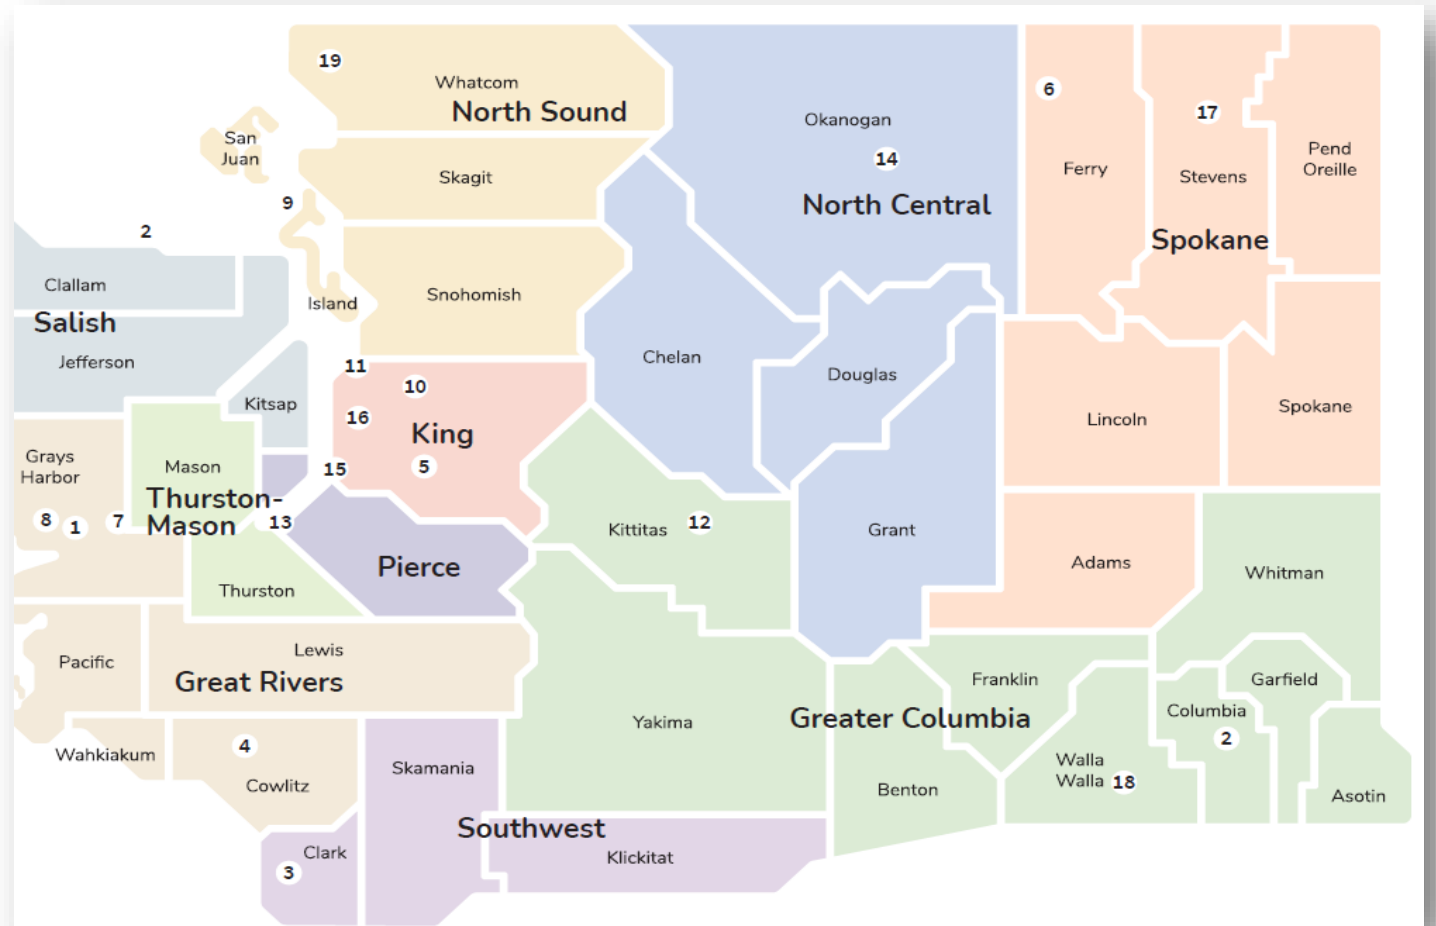 19
Whatcom
North Sound
San
Juan
Skagit
9
2
Clallam
Salish
Jefferson
Island
Snohomish
Okanogan
14
North Central
6
Ferry
17
Stevens
Spokane
Pend
Oreille
Chelan
Douglas
Lincoln
Spokane
11
10
16
King
5
15
Kitsap
Grays
Harbor
8
1
7
Mason
Thurston-
Mason
13
Thurston
Pierce
Kittitas
12
Grant
Adams
Whitman
Pacific
Lewis
Great Rivers
Wahkiakum
4
Cowlitz
Skamania
Yakima
Greater Columbia
Franklin
Benton
Walla
Walla
18
Columbia
2
Garfield
Asotin
Southwest
Clark
3
Klickitat